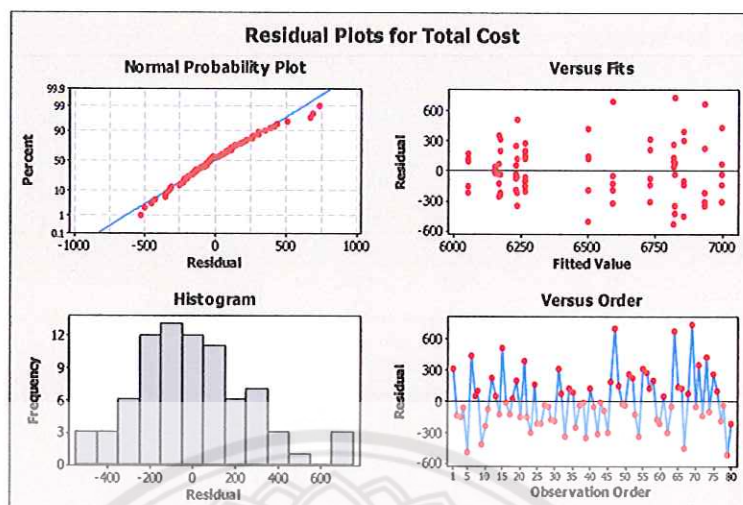 Residual Plots for Total Cost
Normal Probability Plot
99.9
99
90
50
10
1
0.1
Percent
-1000 -500 0 500 1000
Residual
Versus Fits
600
300
0
-300
-600
Residual
6000 6250 6500 6750 7000
Fitted Value
Histogram
12
9
6
3
0
Frequency
-400 -200 0 200 400 600
Residual
Versus Order
600
300
0
-300
-600
Residual
1 5 10 15 20 25 30 35 40 45 50 55 60 65 70 75 80
Observation Order